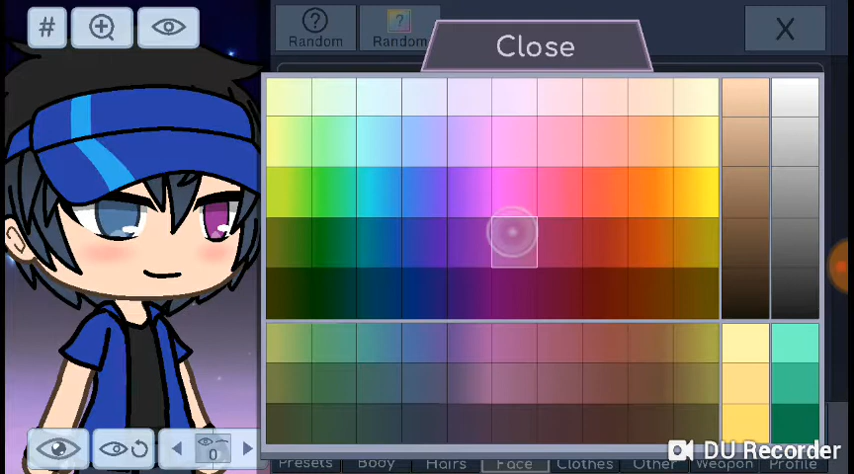 #
? ?
Random Random
Close
X
0
DU Recorder
Presets Body Hairs Face Clothes Other Weapon Profile